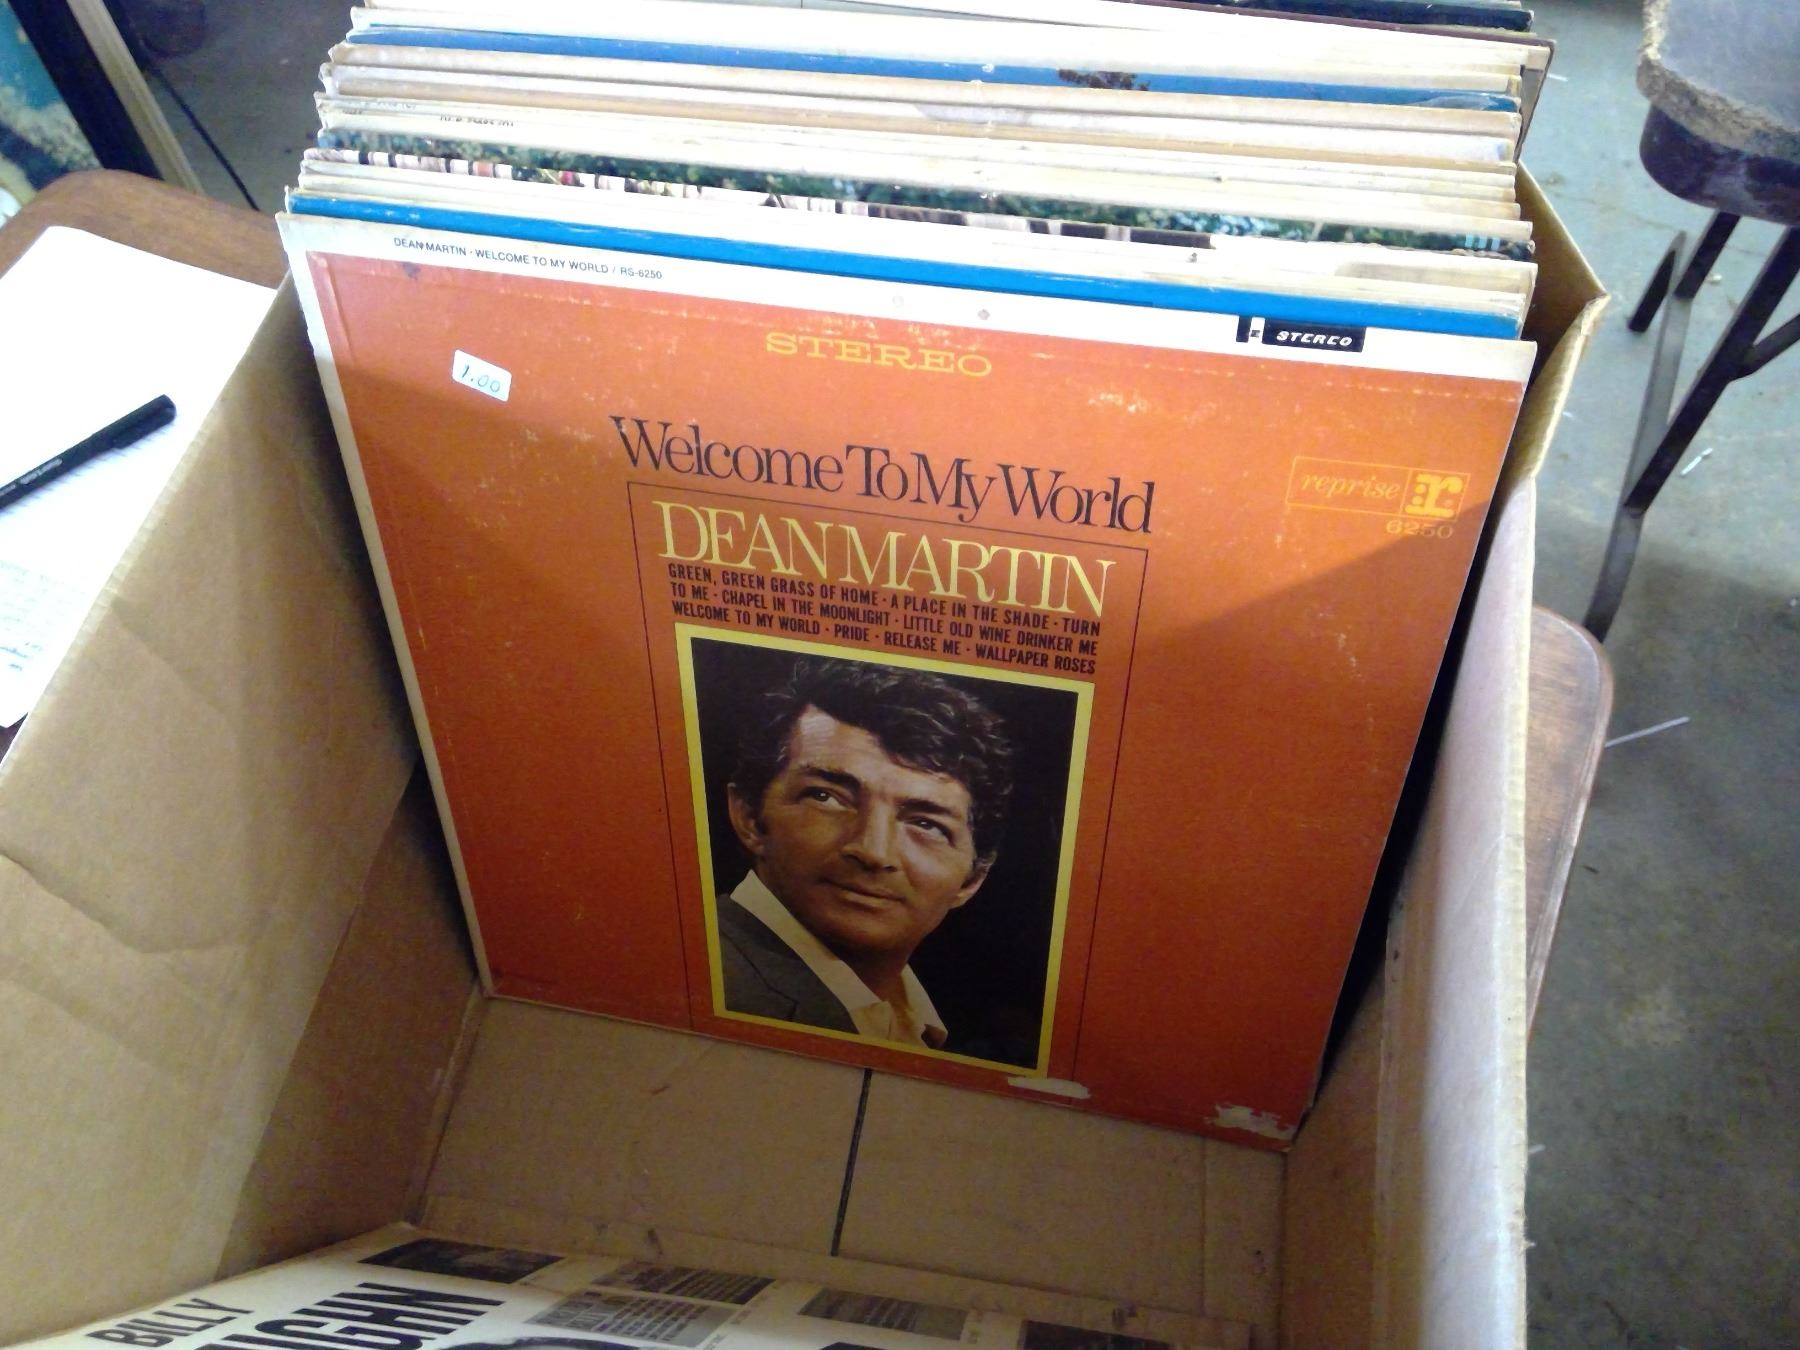 DEAN MARTIN · WELCOME TO MY WORLD / RS-6250
STEREO
STEREO
1.00
Welcome To My World
reprise r:
6250
DEAN MARTIN
GREEN, GREEN GRASS OF HOME · A PLACE IN THE SHADE · TURN
TO ME · CHAPEL IN THE MOONLIGHT · LITTLE OLD WINE DRINKER ME
WELCOME TO MY WORLD · PRIDE · RELEASE ME · WALLPAPER ROSES
BILLY